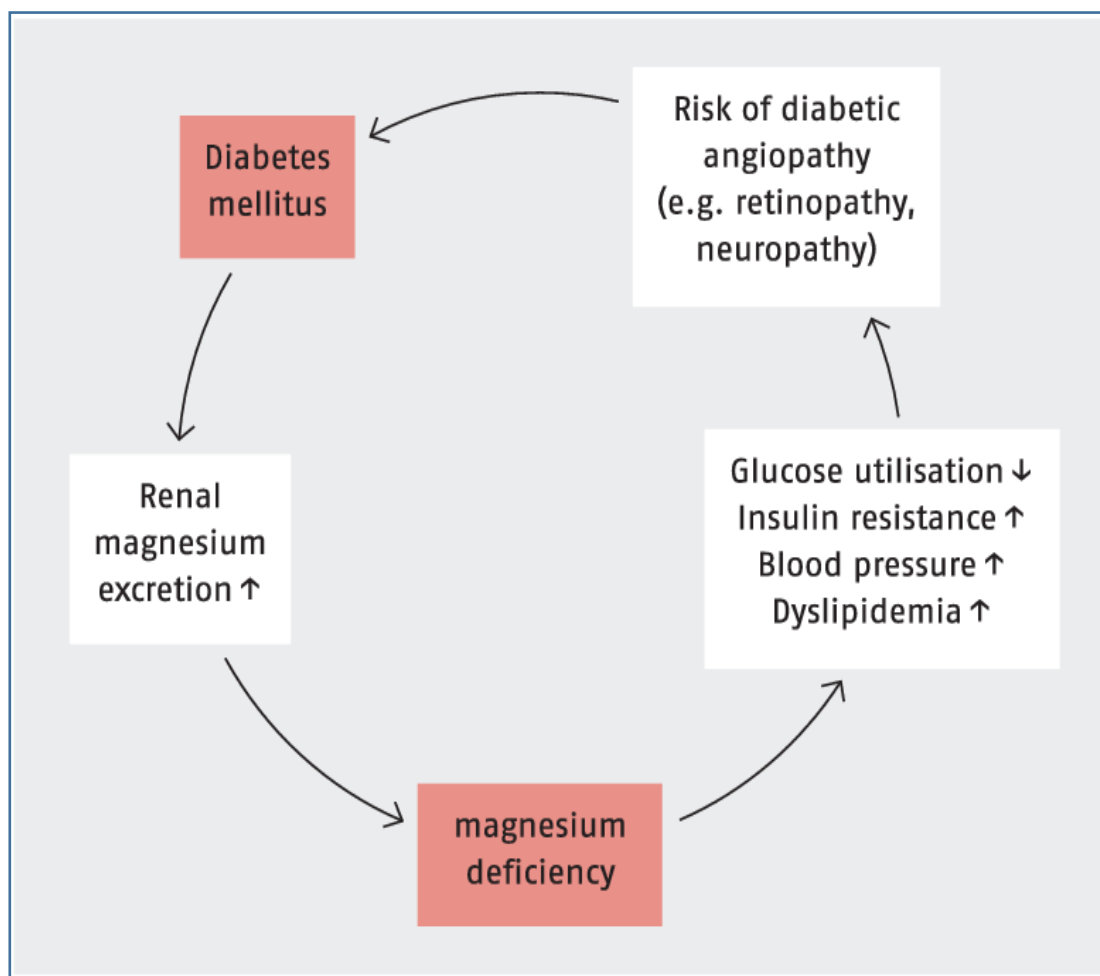 Diabetes
mellitus
Risk of diabetic
angiopathy
(e.g. retinopathy,
neuropathy)
Renal
magnesium
excretion ↑
Glucose utilisation ↓
Insulin resistance ↑
Blood pressure ↑
Dyslipidemia ↑
magnesium
deficiency